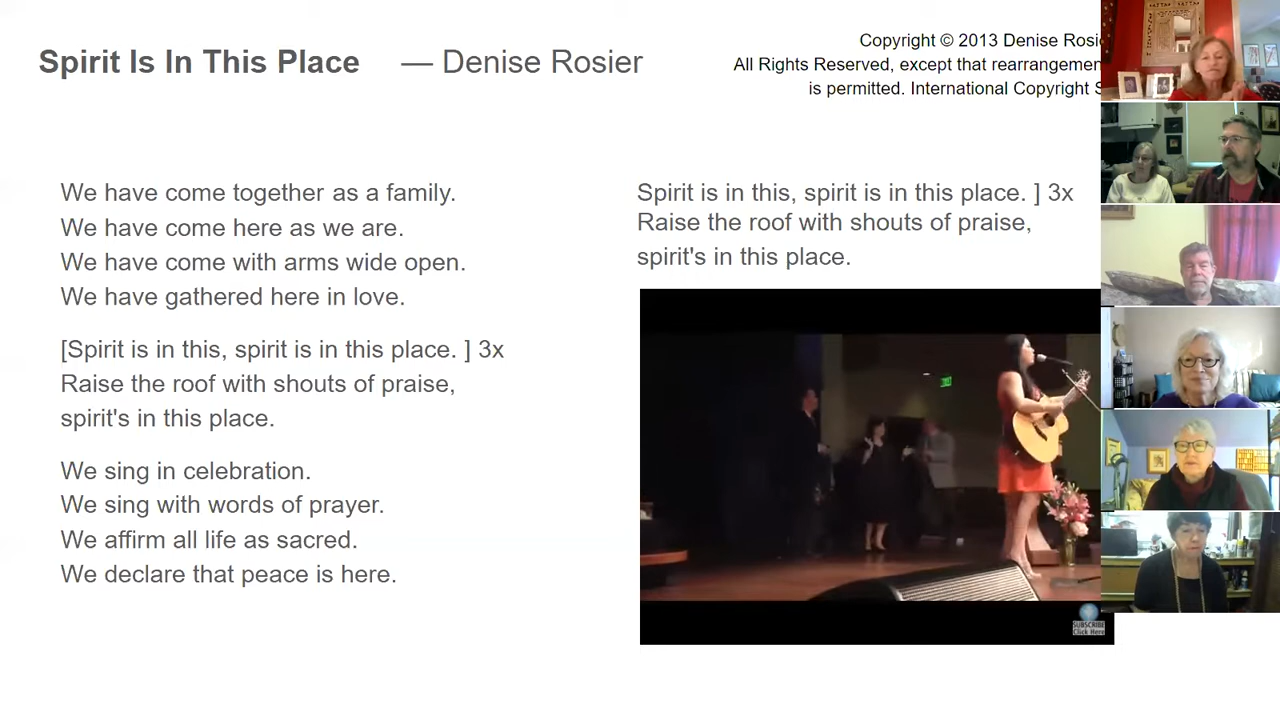 Spirit Is In This Place — Denise Rosier
Copyright © 2013 Denise
All Rights Reserved, except that rearrangement
is permitted. International Copyright
We have come together as a family.
We have come here as we are.
We have come with arms wide open.
We have gathered here in love.
[Spirit is in this, spirit is in this place. ] 3x
Raise the roof with shouts of praise,
spirit's in this place.
We sing in celebration.
We sing with words of prayer.
We affirm all life as sacred.
We declare that peace is here.
Spirit is in this, spirit is in this place. ] 3x
Raise the roof with shouts of praise,
spirit's in this place.
SUBSCRIBE
Click Here